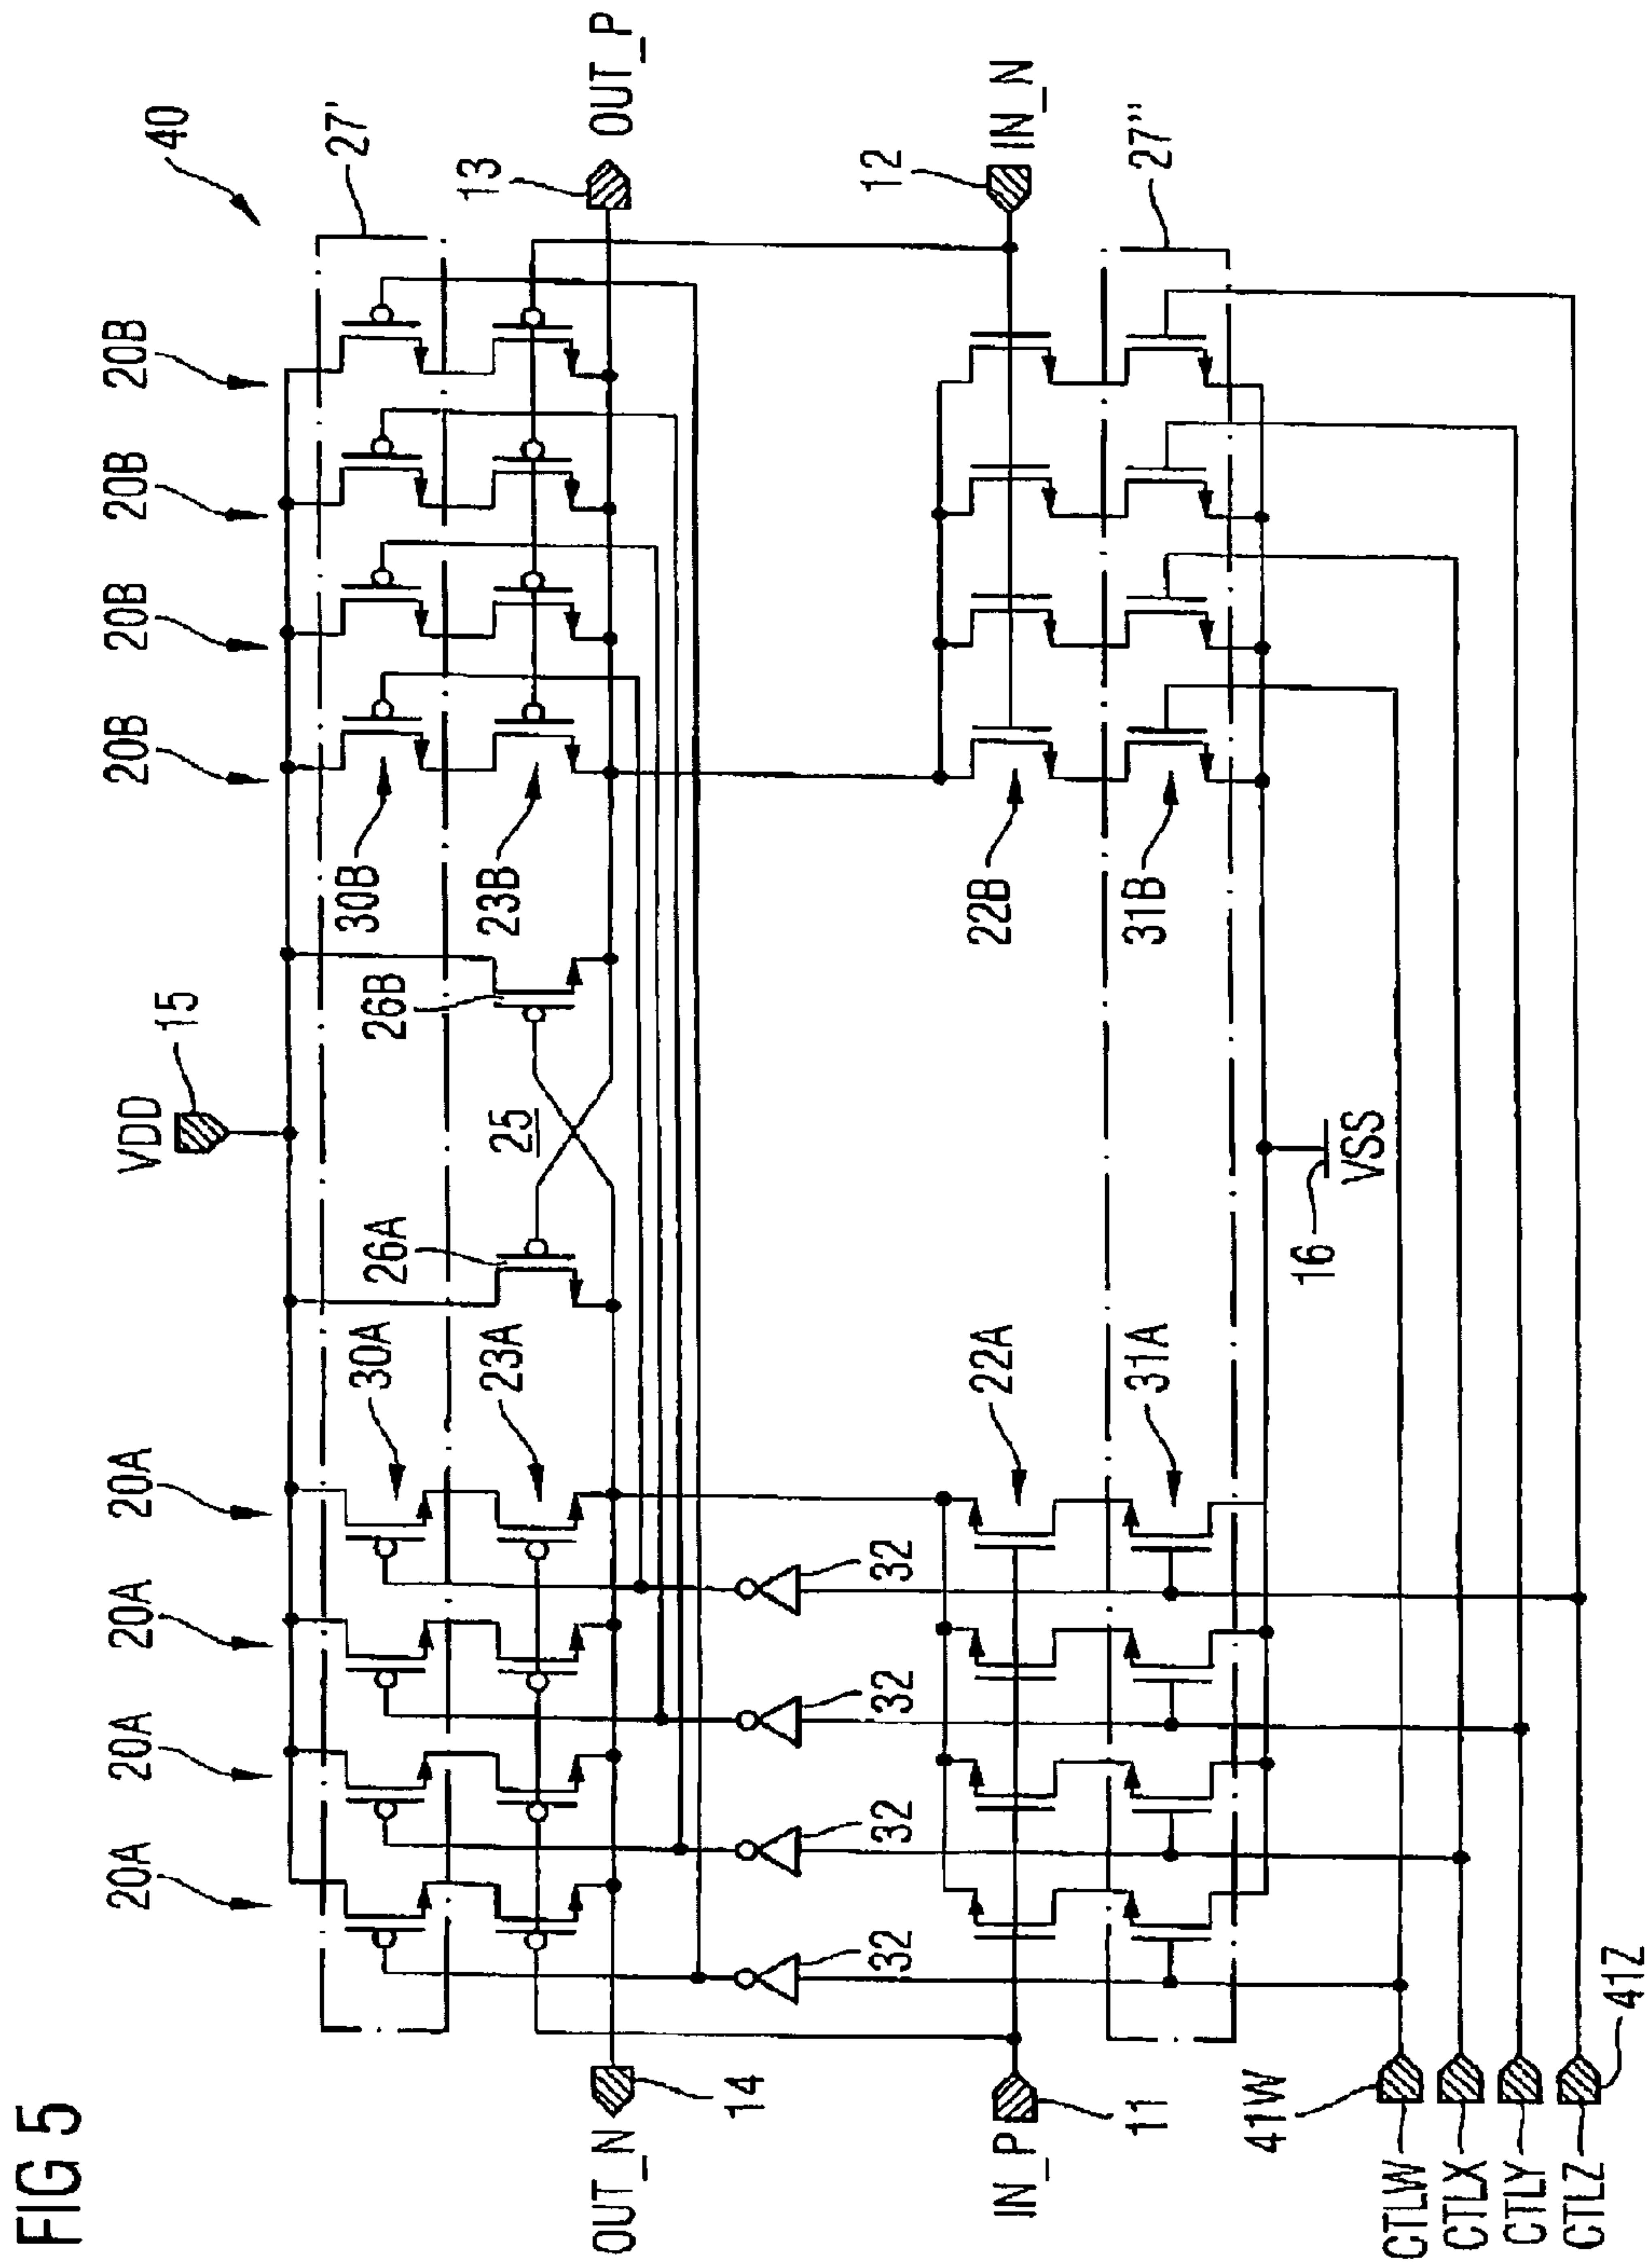 FIG 5
40
20A
20A
20A
20A
VDD
15
20B
20B
20B
20B
27'
30A
26A
30B
23A
25
26B
23B
13
OUT_P
OUT_N
14
32
32
32
32
IN_P
11
22A
22B
12
IN_N
31A
31B
27''
16
VSS
41W
CTLW
CTLX
CTLY
CTLZ
41Z